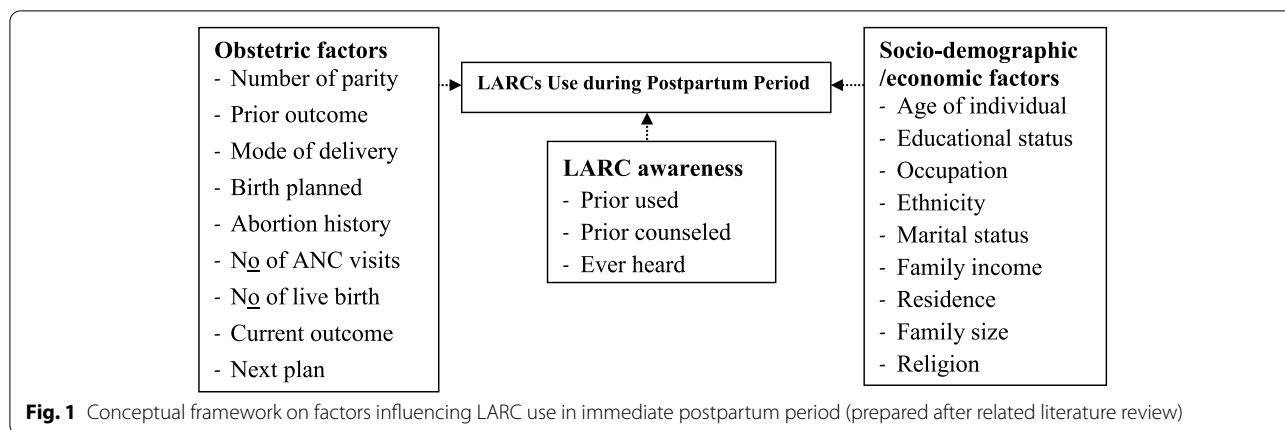 Obstetric factors
- Number of parity
- Prior outcome
- Mode of delivery
- Birth planned
- Abortion history
- No of ANC visits
- No of live birth
- Current outcome
- Next plan
LARCs Use during Postpartum Period
LARC awareness
- Prior used
- Prior counseled
- Ever heard
Socio-demographic
/economic factors
- Age of individual
- Educational status
- Occupation
- Ethnicity
- Marital status
- Family income
- Residence
- Family size
- Religion
Fig. 1 Conceptual framework on factors influencing LARC use in immediate postpartum period (prepared after related literature review)